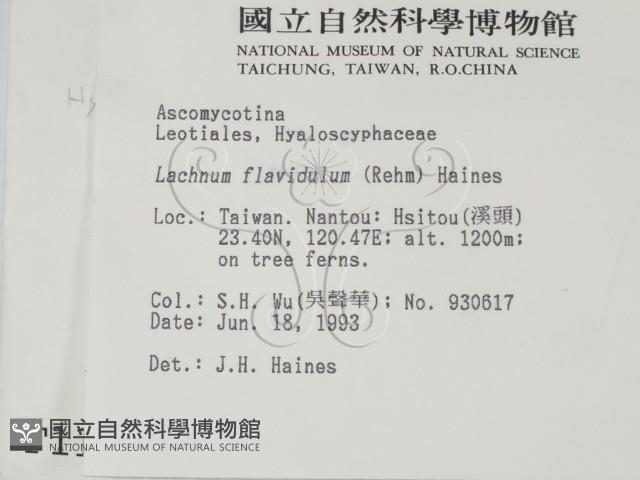 國立自然科學博物館
NATIONAL MUSEUM OF NATURAL SCIENCE
TAICHUNG, TAIWAN, R.O.CHINA
Hy
Ascomycotina
Leotiales, Hyaloscyphaceae
Lachnum flavidulum (Rehm) Haines
Loc.: Taiwan. Nantou: Hsitou(溪頭)
23.40N, 120.47E; alt. 1200m;
on tree ferns.
Col.: S.H. Wu(吳聲華); No. 930617
Date: Jun. 18, 1993
Det.: J.H. Haines
國立自然科學博物館
NATIONAL MUSEUM OF NATURAL SCIENCE